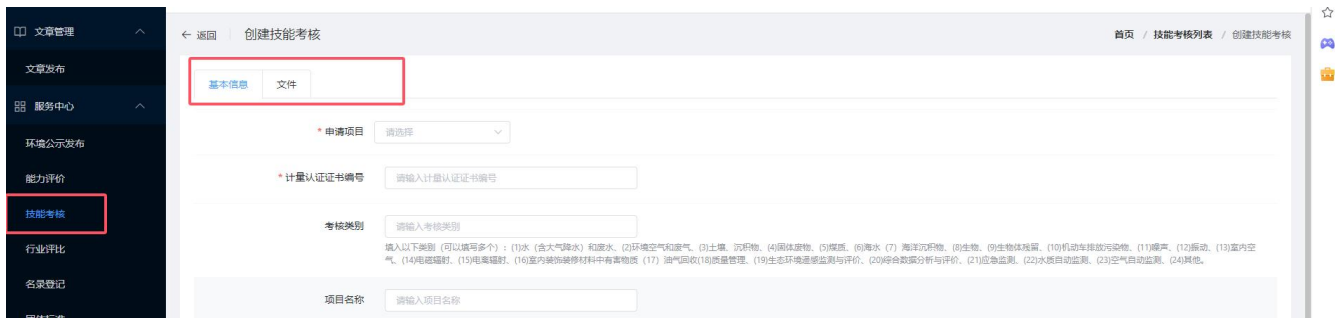 文章管理
文章发布
服务中心
环境公示发布
能力评价
技能考核
行业评比
名录登记
团体标准
← 返回 创建技能考核
首页 / 技能考核列表 / 创建技能考核
基本信息 文件
* 申请项目 请选择
* 计量认证证书编号 请输入计量认证证书编号
考核类别 请输入考核类别
填入以下类别（可以填写多个）：(1)水（含大气降水）和废水、(2)环境空气和废气、(3)土壤、沉积物、(4)固体废物、(5)煤质、(6)海水（7）海洋沉积物、(8)生物、(9)生物体残留、(10)机动车排放污染物、(11)噪声、(12)振动、(13)室内空
气、(14)电磁辐射、(15)电离辐射、(16)室内装饰装修材料中有害物质（17）油气回收(18)质量管理、(19)生态环境遥感监测与评价、(20)综合数据分析与评价、(21)应急监测、(22)水质自动监测、(23)空气自动监测、(24)其他。
项目名称 请输入项目名称